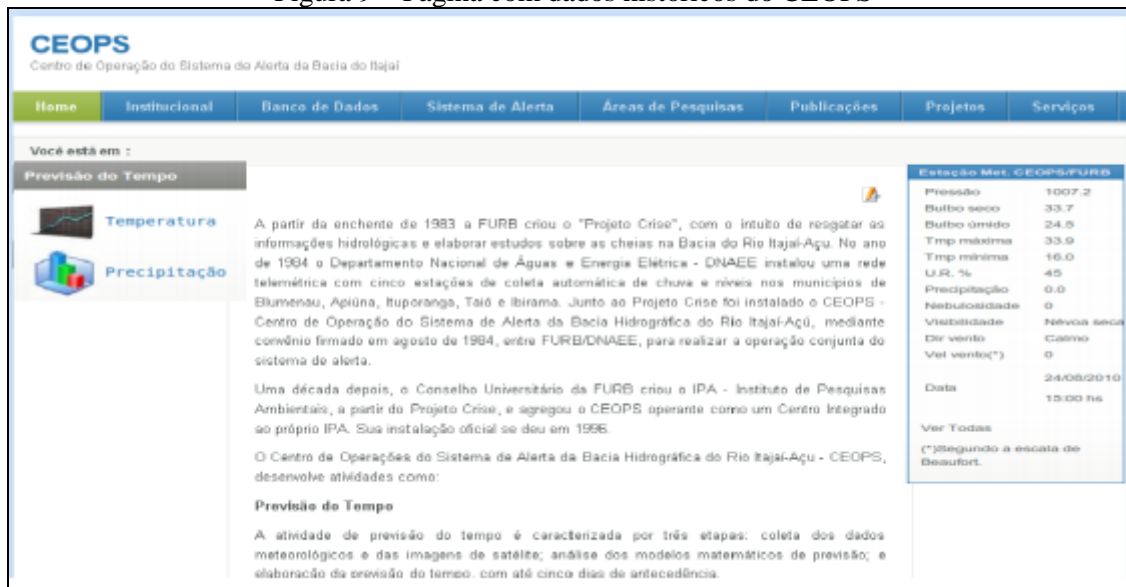 Figura 9 – Página com dados históricos do CEOPS
CEOPS
Centro de Operação do Sistema de Alerta da Bacia do Itajaí
Home Institucional Banco de Dados Sistema de Alerta Áreas de Pesquisas Publicações Projetos Serviços
Você está em :
Previsão do Tempo
Temperatura
Precipitação
A partir da enchente de 1983 a FURB criou o "Projeto Crise", com o intuito de resgatar as
informações hidrológicas e elaborar estudos sobre as cheias na Bacia do Rio Itajaí-Açu. No ano
de 1984 o Departamento Nacional de Águas e Energia Elétrica - DNAEE instalou uma rede
telemétrica com cinco estações de coleta automática de chuva e níveis nos municípios de
Blumenau, Apiúna, Ituporanga, Taió e Ibirama. Junto ao Projeto Crise foi instalado o CEOPS -
Centro de Operação do Sistema de Alerta da Bacia Hidrográfica do Rio Itajaí-Açú, mediante
convênio firmado em agosto de 1984, entre FURB/DNAEE, para realizar a operação conjunta do
sistema de alerta.
Uma década depois, o Conselho Universitário da FURB criou o IPA - Instituto de Pesquisas
Ambientais, a partir do Projeto Crise, e agregou o CEOPS operante como um Centro Integrado
ao próprio IPA. Sua instalação oficial se deu em 1996.
O Centro de Operações do Sistema de Alerta da Bacia Hidrográfica do Rio Itajaí-Açu - CEOPS,
desenvolve atividades como:
Previsão do Tempo
A atividade de previsão do tempo é caracterizada por três etapas: coleta dos dados
meteorológicos e das imagens de satélite; análise dos modelos matemáticos de previsão; e
elaboração da previsão do tempo, com até cinco dias de antecedência.
Estação Met. CEOPS/FURB
Pressão 1007.2
Bulbo seco 33.7
Bulbo úmido 24.5
Tmp máxima 33.9
Tmp mínima 16.0
U.R. % 45
Precipitação 0.0
Nebulosidade 0
Visibilidade Névoa seca
Dir vento Calmo
Vel vento(*) 0
Data 24/08/2010
15:00 hs
Ver Todas
(*)Segundo a escala de
Beaufort.